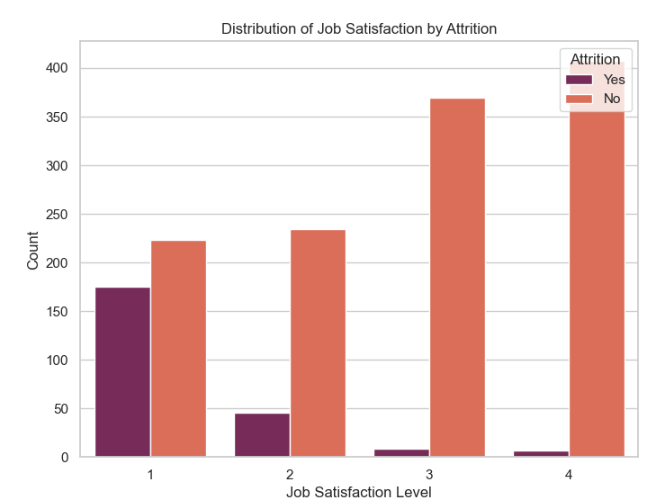 Distribution of Job Satisfaction by Attrition
Attrition
Yes
No
400
350
300
250
200
150
100
50
0
Count
1 2 3 4
Job Satisfaction Level